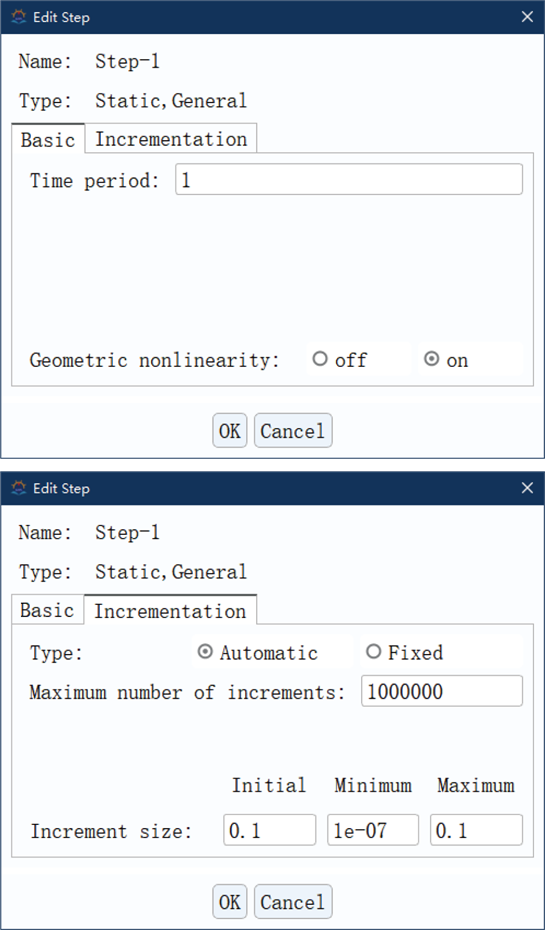 Edit Step
Name: Step-1
Type: Static,General
Basic Incrementation
Time period: 1
Geometric nonlinearity: off on
OK Cancel
Edit Step
Name: Step-1
Type: Static,General
Basic Incrementation
Type: Automatic Fixed
Maximum number of increments: 1000000
Initial Minimum Maximum
Increment size: 0.1 1e-07 0.1
OK Cancel